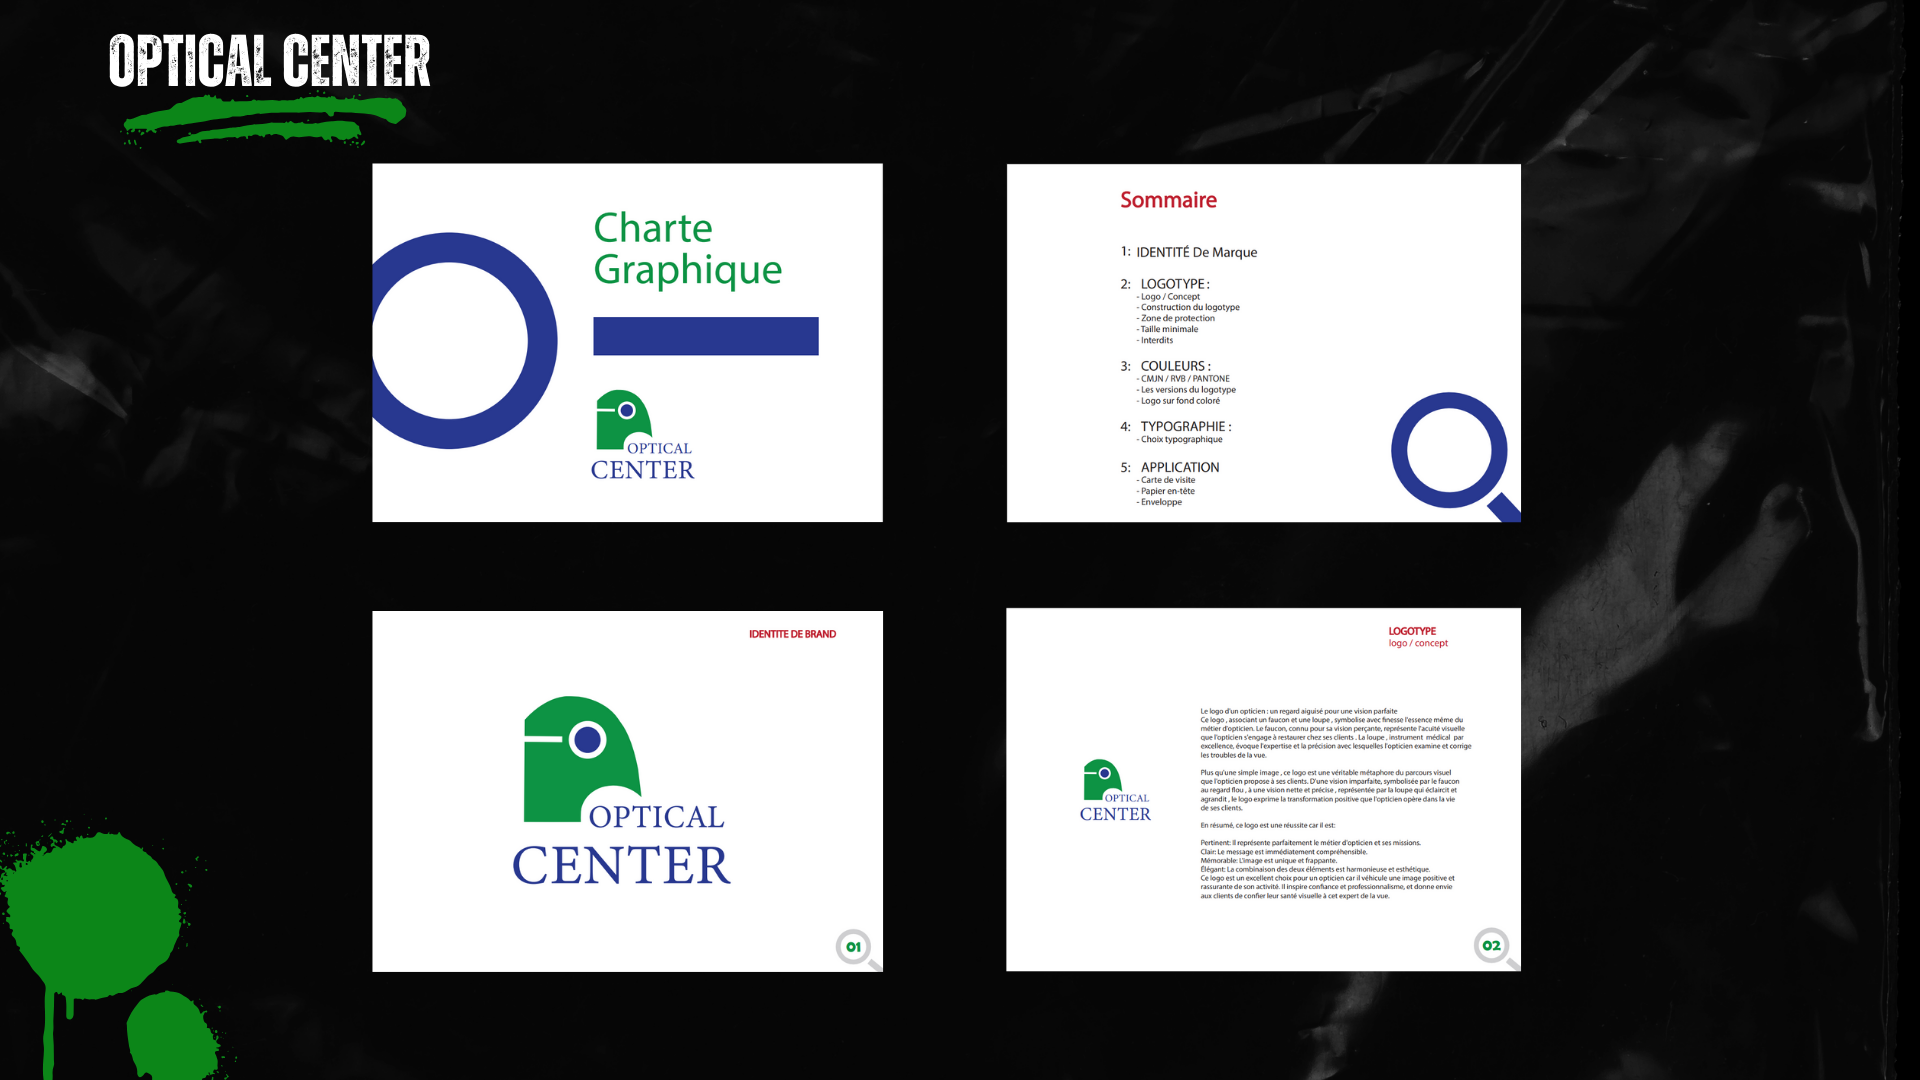 OPTICAL CENTER
Charte
Graphique
OPTICAL
CENTER
Sommaire
1: IDENTITÉ De Marque
2: LOGOTYPE :
- Logo / Concept
- Construction du logotype
- Zone de protection
- Taille minimale
- Interdits
3: COULEURS :
- CMJN / RVB / PANTONE
- Les versions du logotype
- Logo sur fond coloré
4: TYPOGRAPHIE :
- Choix typographique
5: APPLICATION
- Carte de visite
- Papier en-tête
- Enveloppe
IDENTITE DE BRAND
OPTICAL
CENTER
01
LOGOTYPE
logo / concept
OPTICAL
CENTER
Le logo d'un opticien : un regard aiguisé pour une vision parfaite
Ce logo , associant un faucon et une loupe , symbolise avec finesse l'essence même du
métier d'opticien. Le faucon, connu pour sa vision perçante, représente l'acuité visuelle
que l'opticien s'engage à restaurer chez ses clients . La loupe , instrument médical par
excellence, évoque l'expertise et la précision avec lesquelles l'opticien examine et corrige
les troubles de la vue.
Plus qu'une simple image , ce logo est une véritable métaphore du parcours visuel
que l'opticien propose à ses clients. D'une vision imparfaite, symbolisée par le faucon
au regard flou , à une vision nette et précise , représentée par la loupe qui éclaircit et
agrandit , le logo exprime la transformation positive que l'opticien opère dans la vie
de ses clients.
En résumé, ce logo est une réussite car il est:
Pertinent: Il représente parfaitement le métier d'opticien et ses missions.
Clair: Le message est immédiatement compréhensible.
Mémorable: L'image est unique et frappante.
Élégant: La combinaison des deux éléments est harmonieuse et esthétique.
Ce logo est un excellent choix pour un opticien car il véhicule une image positive et
rassurante de son activité. Il inspire confiance et professionnalisme, et donne envie
aux clients de confier leur santé visuelle à cet expert de la vue.
02